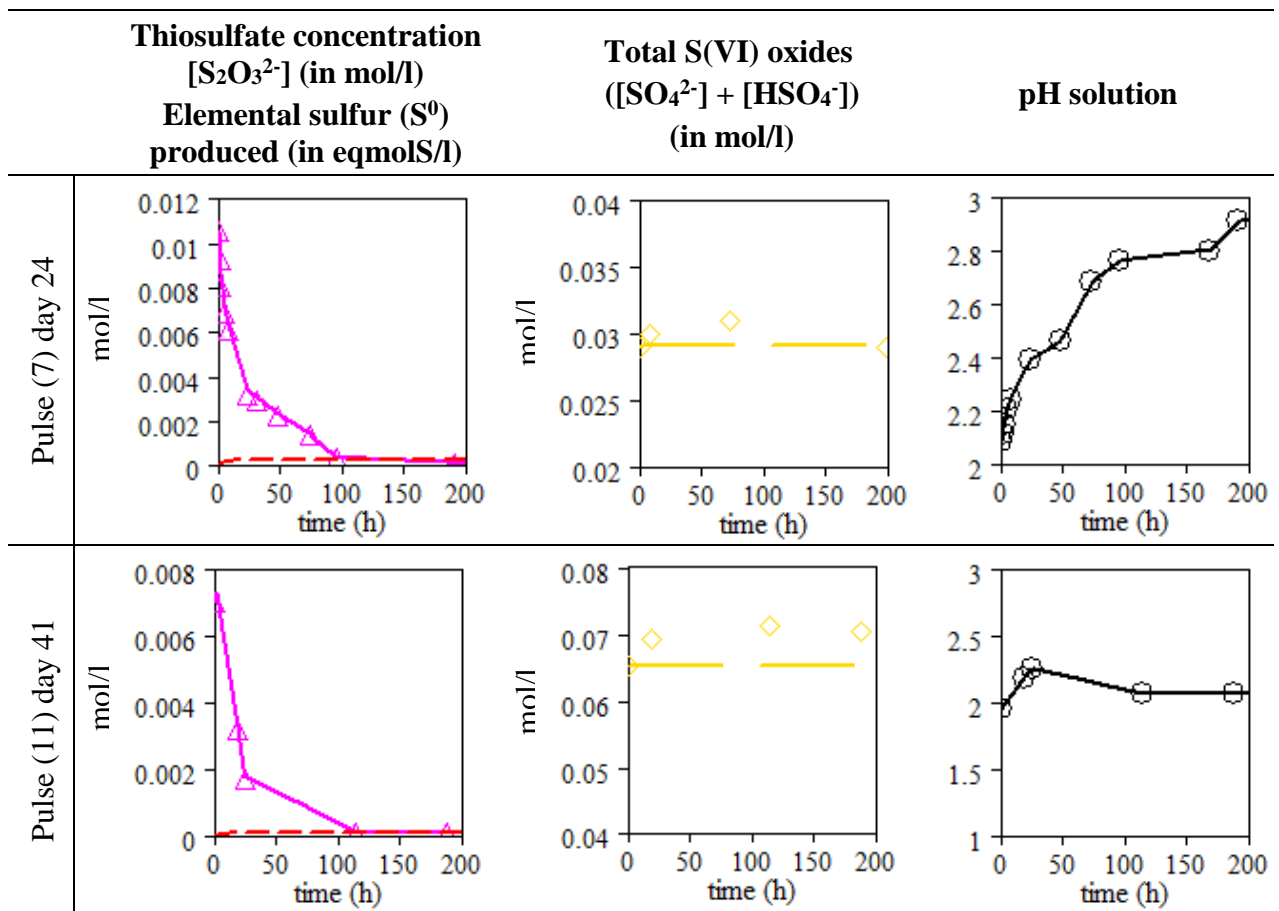 Thiosulfate concentration
[S₂O₃²⁻] (in mol/l)
Elemental sulfur (S⁰)
produced (in eqmolS/l)
Total S(VI) oxides
([SO₄²⁻] + [HSO₄⁻])
(in mol/l)
pH solution
Pulse (7) day 24
mol/l
0.012
0.01
0.008
0.006
0.004
0.002
0
0 50 100 150 200
time (h)
mol/l
0.04
0.035
0.03
0.025
0.02
0 50 100 150 200
time (h)
3
2.8
2.6
2.4
2.2
2
0 50 100 150 200
time (h)
Pulse (11) day 41
mol/l
0.008
0.006
0.004
0.002
0
0 50 100 150 200
time (h)
mol/l
0.08
0.07
0.06
0.05
0.04
0 50 100 150 200
time (h)
3
2.5
2
1.5
1
0 50 100 150 200
time (h)